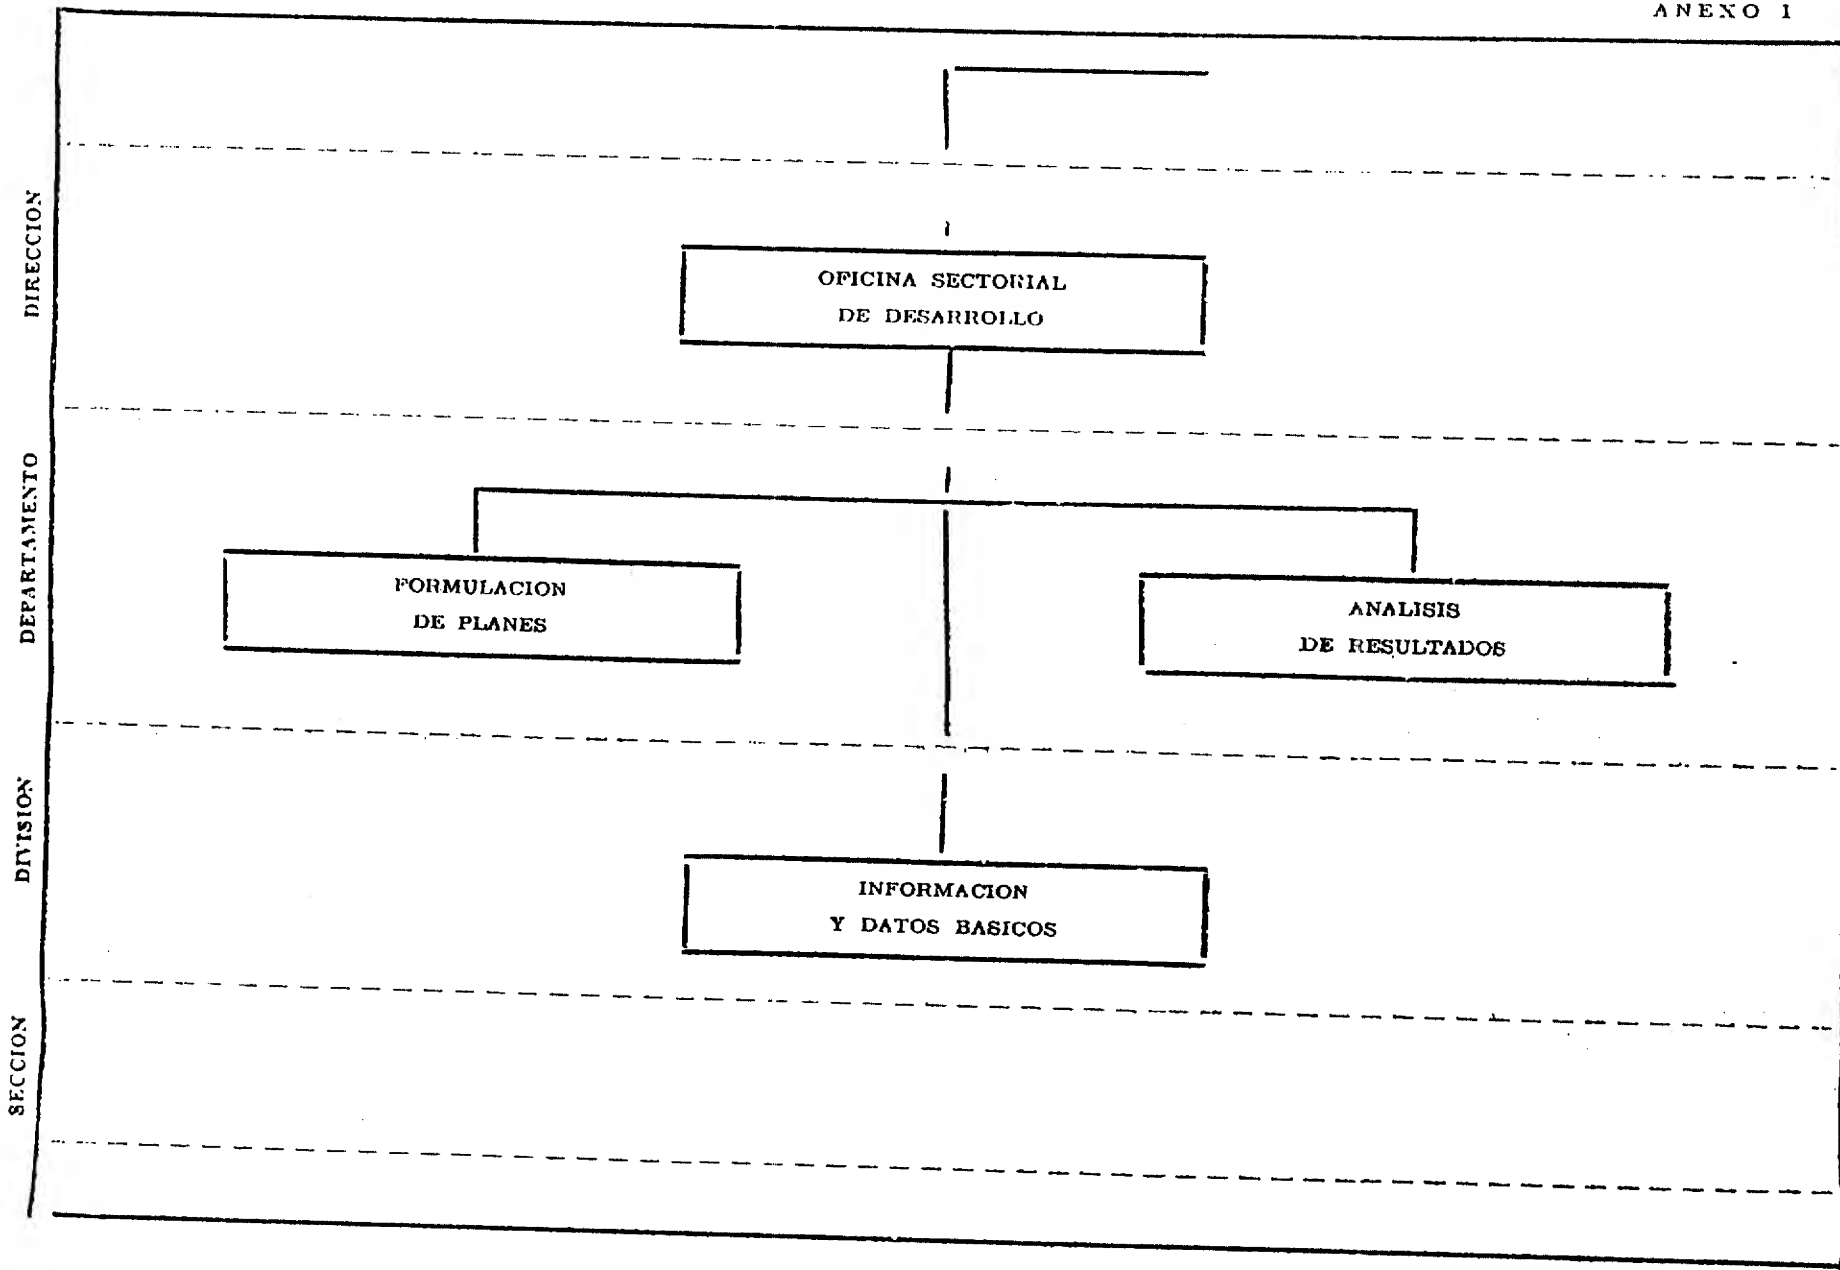 ANEXO 1
DIRECCION
OFICINA SECTORIAL
DE DESARROLLO
DEPARTAMENTO
FORMULACION
DE PLANES
ANALISIS
DE RESULTADOS
DIVISION
INFORMACION
Y DATOS BASICOS
SECCION